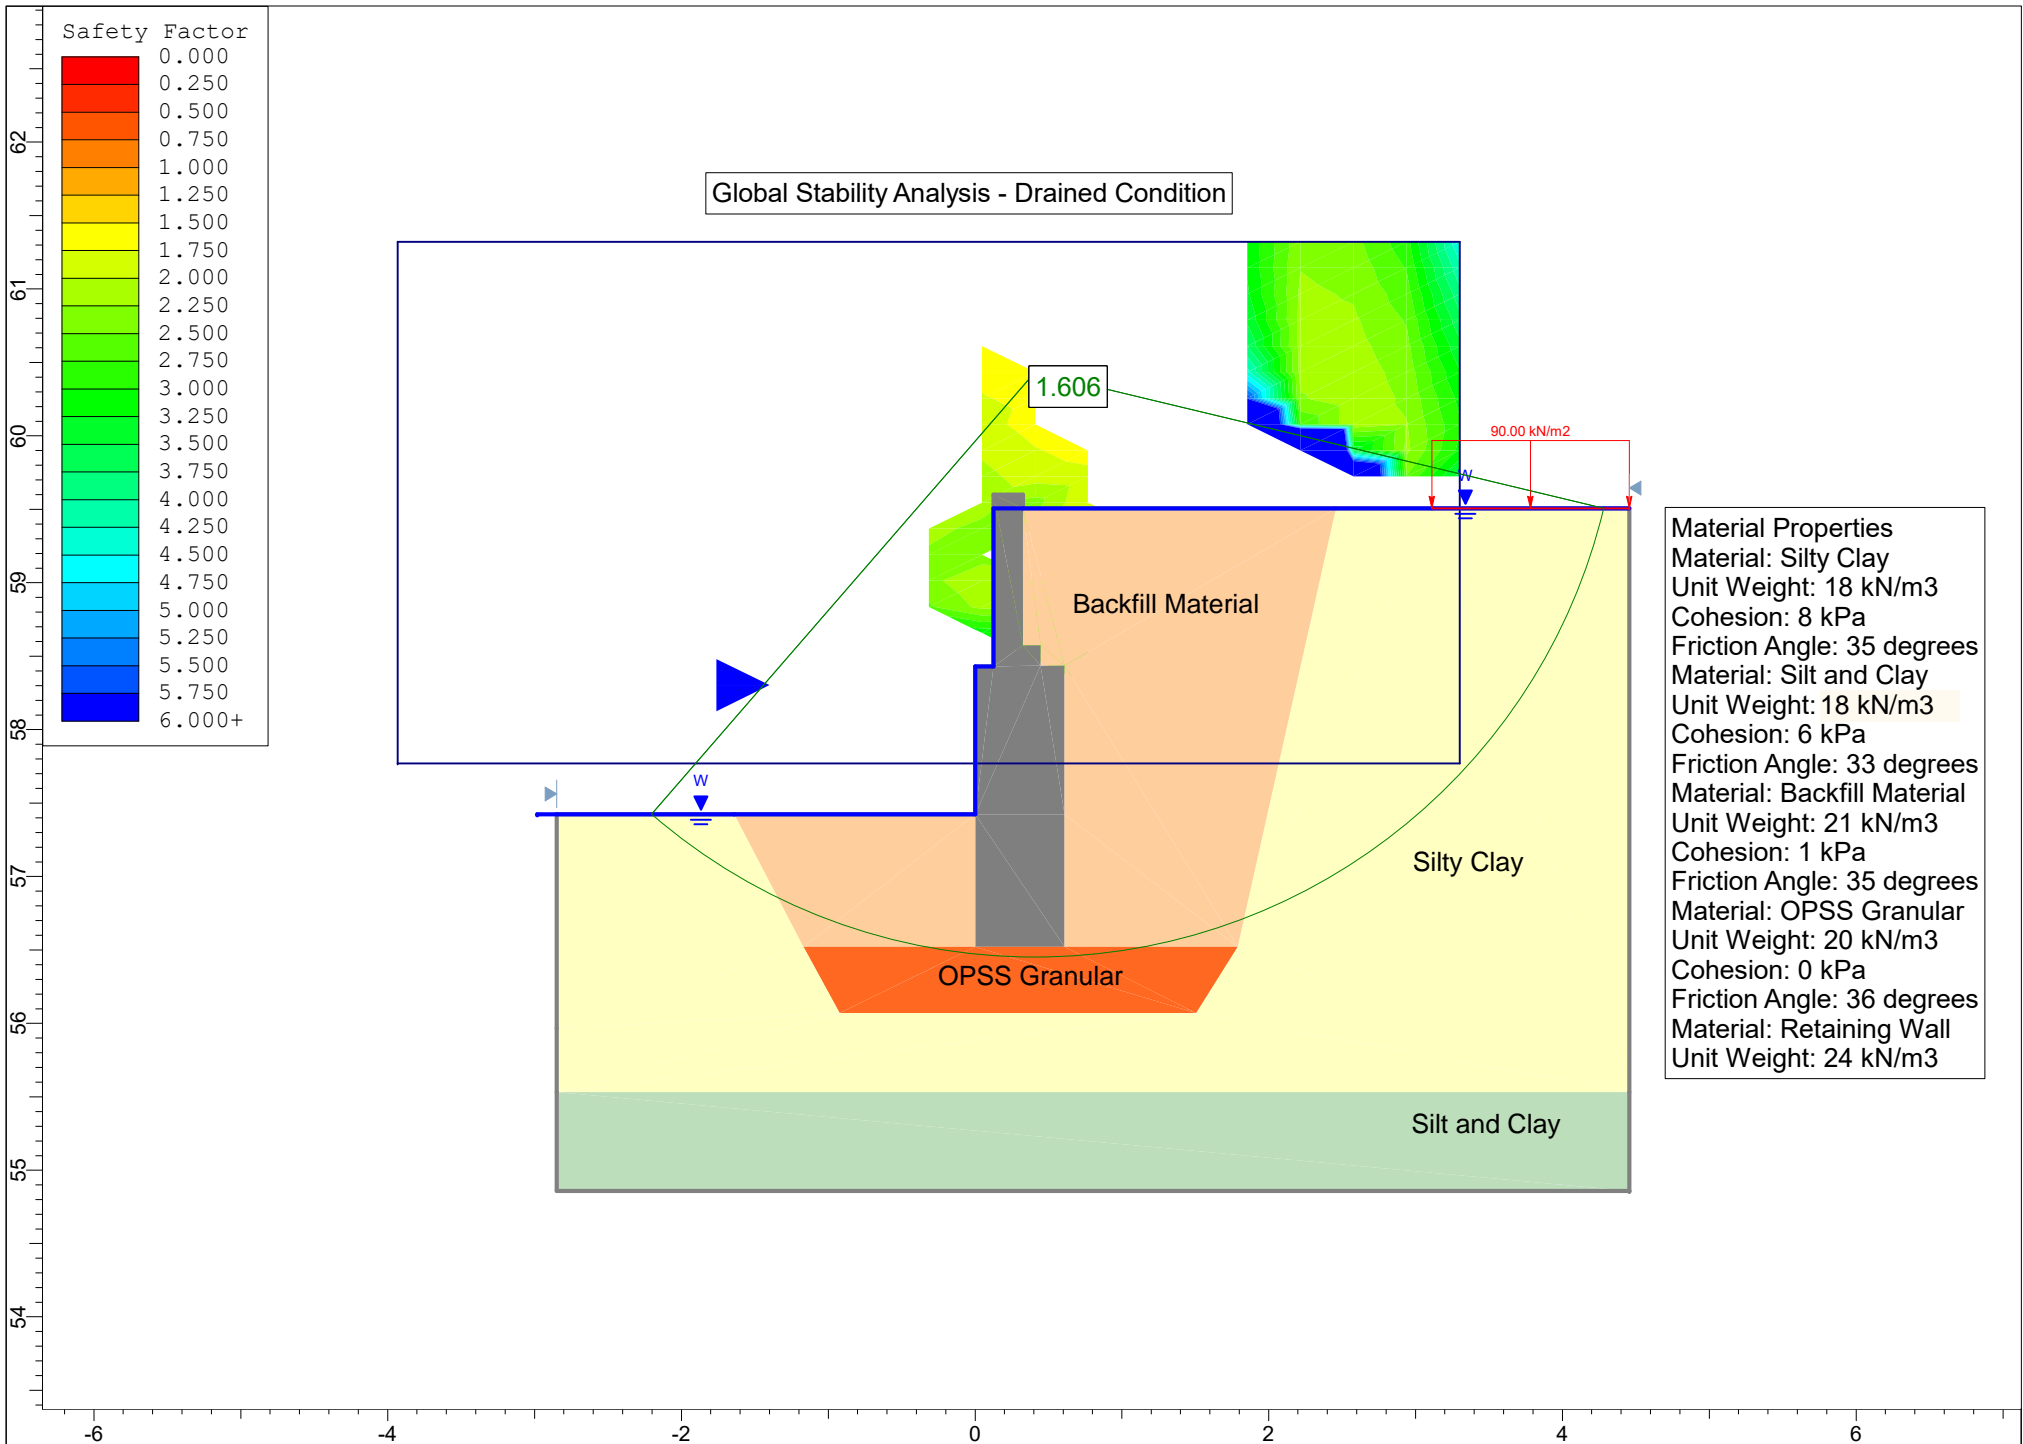 Safety Factor
0.000
0.250
0.500
0.750
1.000
1.250
1.500
1.750
2.000
2.250
2.500
2.750
3.000
3.250
3.500
3.750
4.000
4.250
4.500
4.750
5.000
5.250
5.500
5.750
6.000+
Global Stability Analysis - Drained Condition
1.606
90.00 kN/m2
W
W
Backfill Material
Silty Clay
OPSS Granular
Silt and Clay
Material Properties
Material: Silty Clay
Unit Weight: 18 kN/m3
Cohesion: 8 kPa
Friction Angle: 35 degrees
Material: Silt and Clay
Unit Weight: 18 kN/m3
Cohesion: 6 kPa
Friction Angle: 33 degrees
Material: Backfill Material
Unit Weight: 21 kN/m3
Cohesion: 1 kPa
Friction Angle: 35 degrees
Material: OPSS Granular
Unit Weight: 20 kN/m3
Cohesion: 0 kPa
Friction Angle: 36 degrees
Material: Retaining Wall
Unit Weight: 24 kN/m3
62
61
60
59
58
57
56
55
54
-6
-4
-2
0
2
4
6